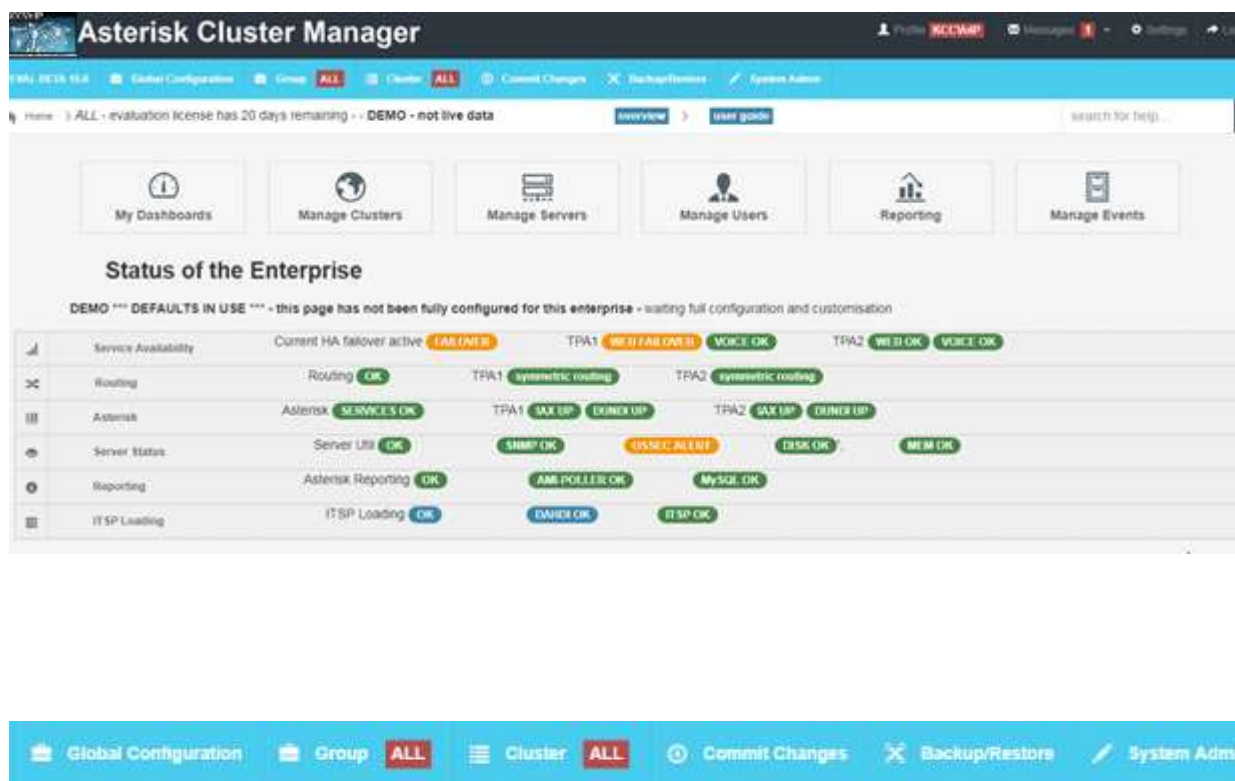 Asterisk Cluster Manager
Profile KCCVoIP Messages 1 Settings
BETA Global Configuration Group ALL Cluster ALL Commit Changes Backup/Restore System Admin
Home > ALL - evaluation license has 20 days remaining - - DEMO - not live data overview > user guide search for help ...
My Dashboards Manage Clusters Manage Servers Manage Users Reporting Manage Events
Status of the Enterprise
DEMO *** DEFAULTS IN USE *** - this page has not been fully configured for this enterprise - waiting full configuration and customisation
Service Availability Current HA failover active FAILOVER TPA1 WEB FAILOVER VOICE OK TPA2 WEB OK VOICE OK
Routing Routing OK TPA1 symmetric routing TPA2 symmetric routing
Asterisk Asterisk SERVICES OK TPA1 IAX UP DUNDI UP TPA2 IAX UP DUNDI UP
Server Status Server Util OK SNMP OK OSSEC ALERT DISK OK MEM OK
Reporting Asterisk Reporting OK AMI-POLLER OK MySQL OK
ITSP Loading ITSP Loading OK DAHDI OK ITSP OK
Global Configuration Group ALL Cluster ALL Commit Changes Backup/Restore System Adm